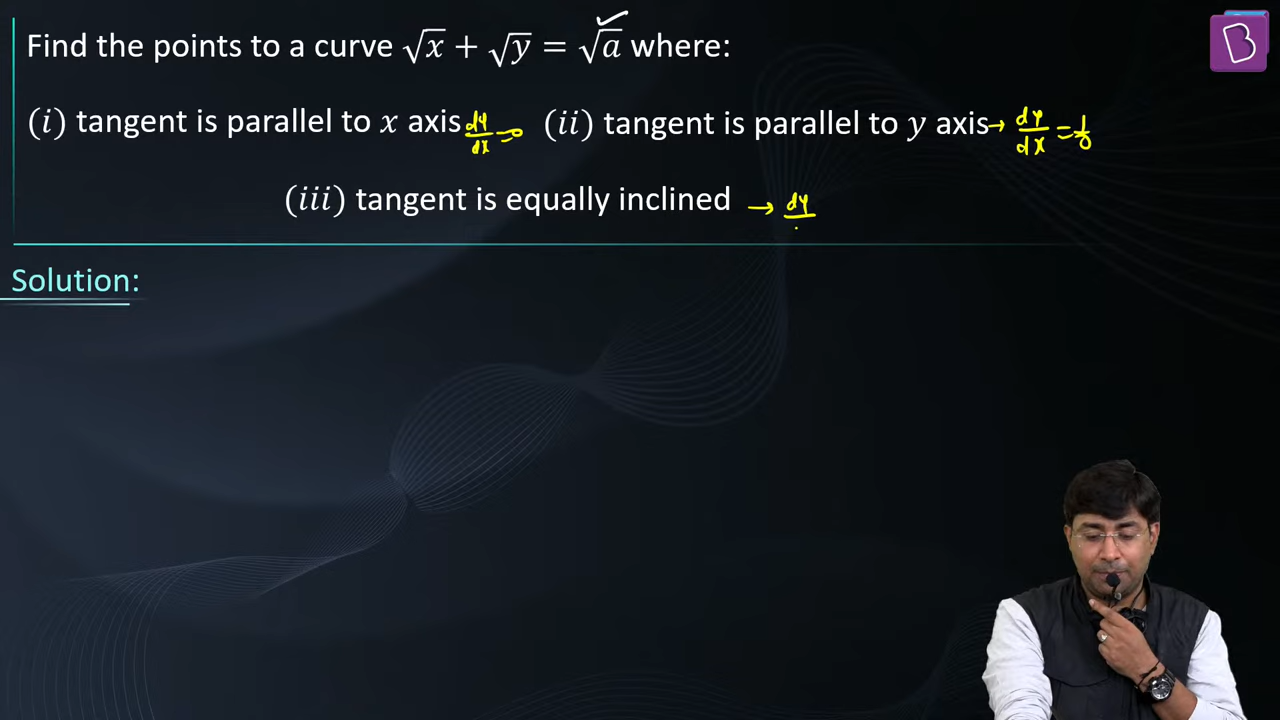 Find the points to a curve √x + √y = √a where:
(i) tangent is parallel to x axis dy/dx = 0 (ii) tangent is parallel to y axis → dy/dx = 1/0
(iii) tangent is equally inclined → dy
Solution: